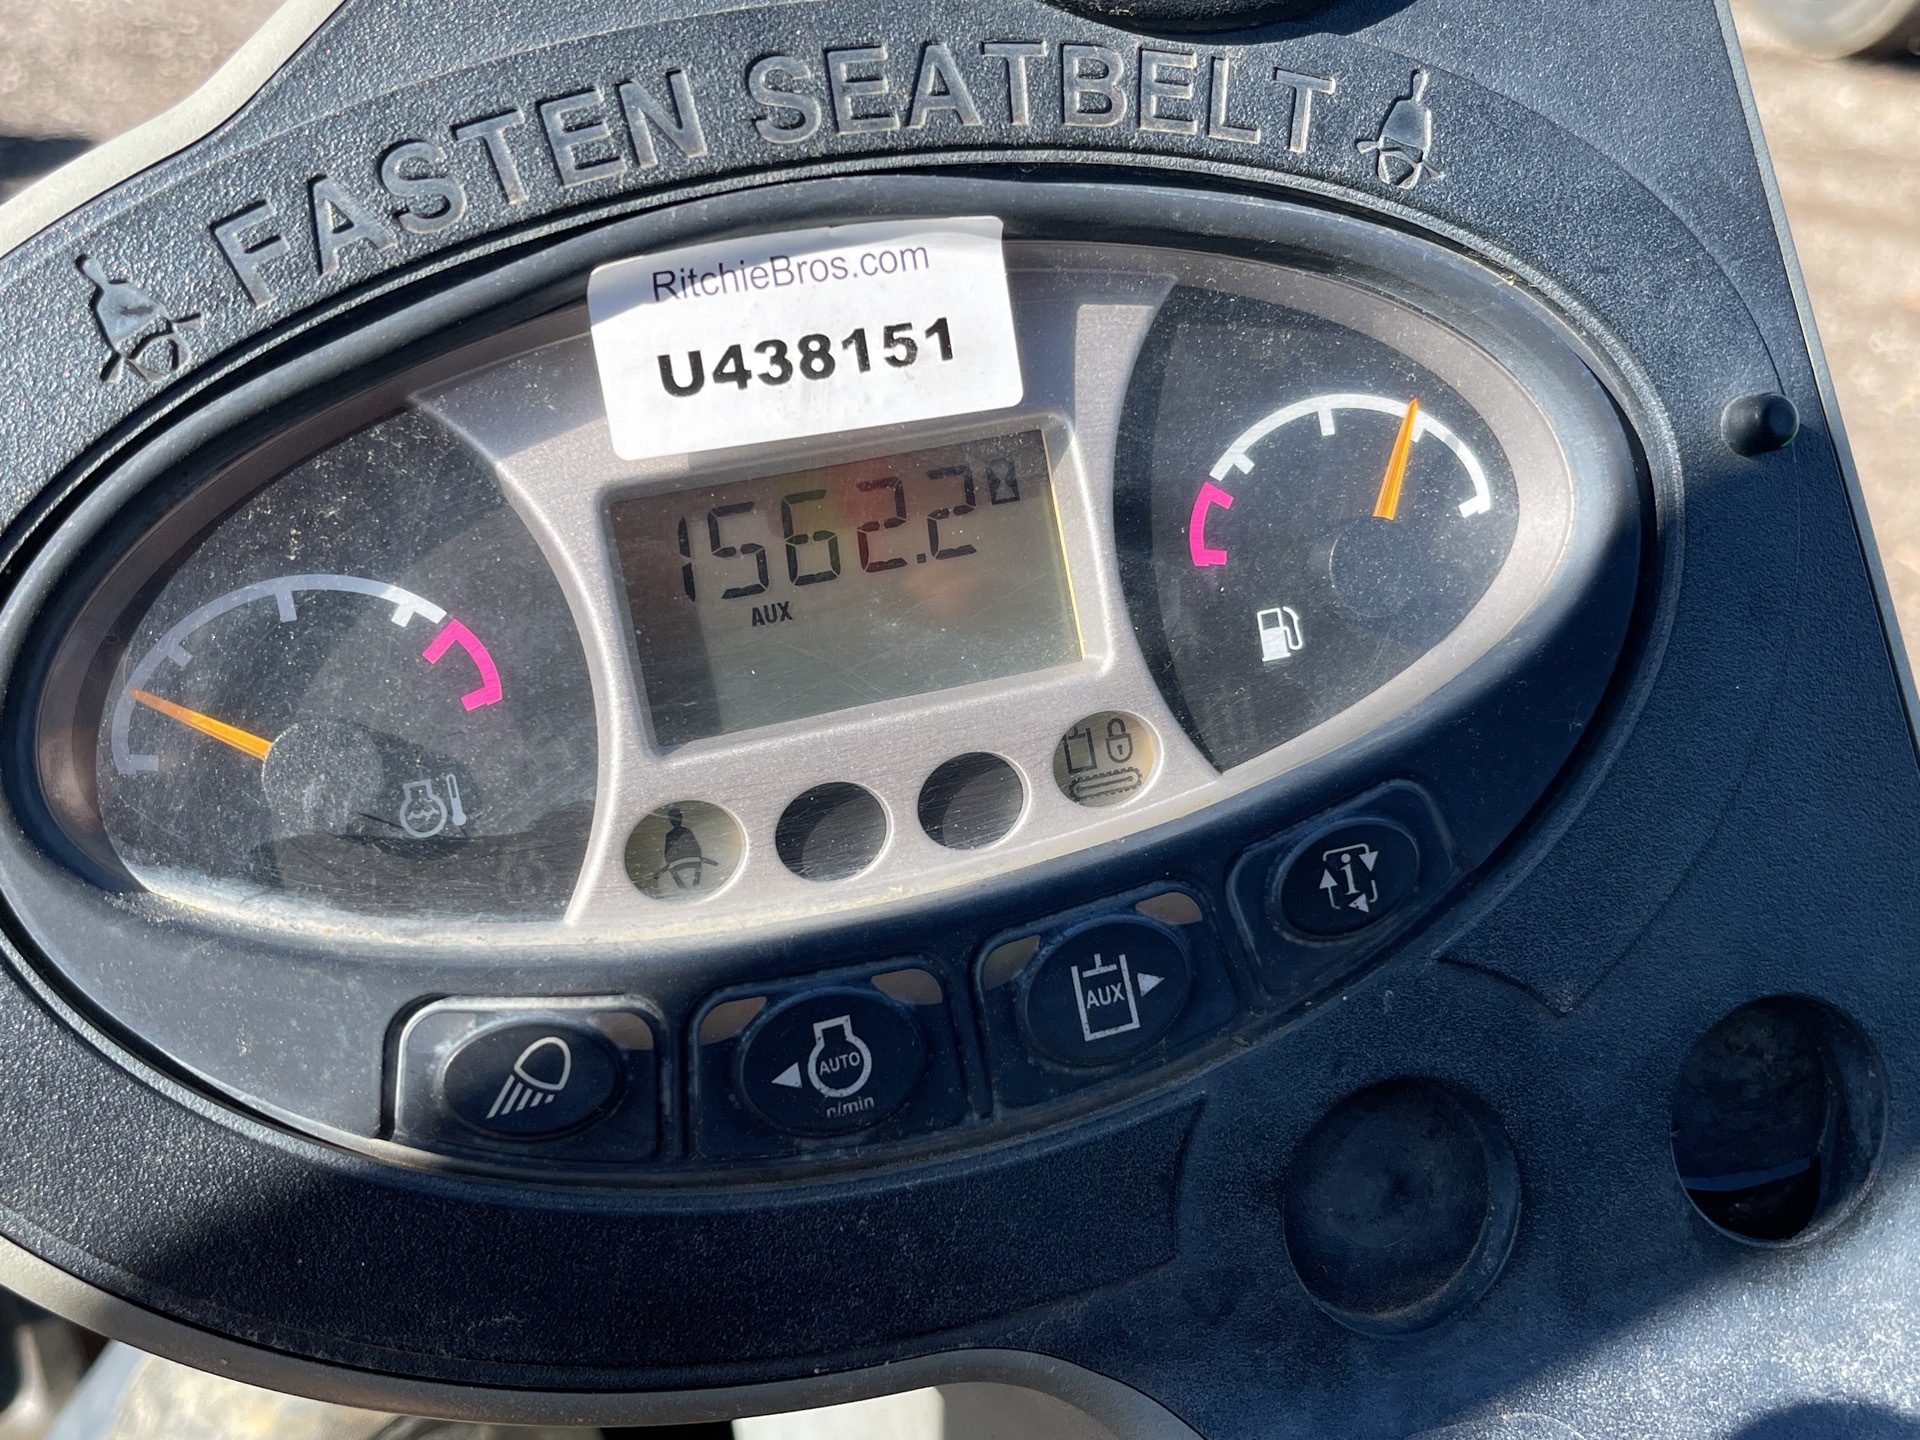 FASTEN SEATBELT
RitchieBros.com
U438151
1562.2
AUX
AUTO
n/min
AUX
i